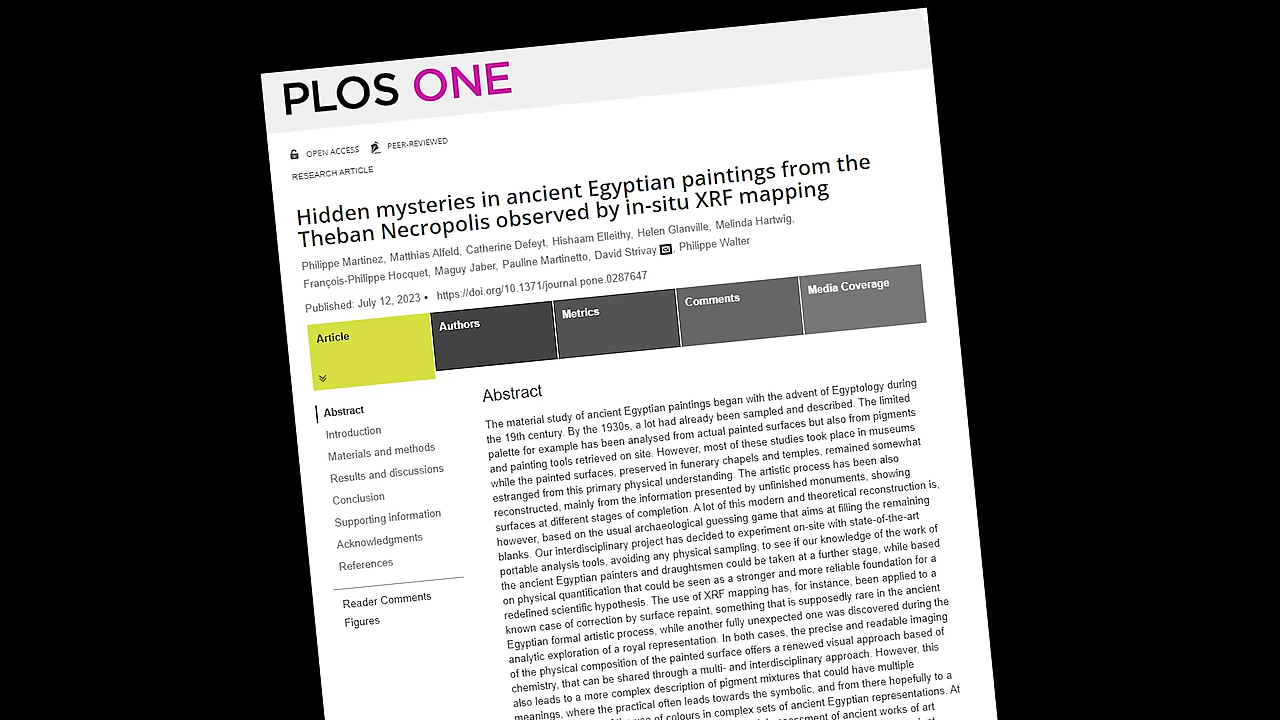 PLOS ONE
OPEN ACCESS PEER-REVIEWED
RESEARCH ARTICLE
Hidden mysteries in ancient Egyptian paintings from the
Theban Necropolis observed by in-situ XRF mapping
Philippe Martinez, Matthias Alfeld, Catherine Defeyt, Hishaam Elleithy, Helen Glanville, Melinda Hartwig,
François-Philippe Hocquet, Maguy Jaber, Pauline Martinetto, David Strivay, Philippe Walter
Published: July 12, 2023 • https://doi.org/10.1371/journal.pone.0287647
Article
Authors
Metrics
Comments
Media Coverage
Abstract
Introduction
Materials and methods
Results and discussions
Conclusion
Supporting information
Acknowledgments
References
Reader Comments
Figures
Abstract
The material study of ancient Egyptian paintings began with the advent of Egyptology during
the 19th century. By the 1930s, a lot had already been sampled and described. The limited
palette for example has been analysed from actual painted surfaces but also from pigments
and painting tools retrieved on site. However, most of these studies took place in museums
while the painted surfaces, preserved in funerary chapels and temples, remained somewhat
estranged from this primary physical understanding. The artistic process has been also
reconstructed, mainly from the information presented by unfinished monuments, showing
surfaces at different stages of completion. A lot of this modern and theoretical reconstruction is,
however, based on the usual archaeological guessing game that aims at filling the remaining
blanks. Our interdisciplinary project has decided to experiment on-site with state-of-the-art
portable analysis tools, avoiding any physical sampling, to see if our knowledge of the work of
the ancient Egyptian painters and draughtsmen could be taken at a further stage, while based
on physical quantification that could be seen as a stronger and more reliable foundation for a
redefined scientific hypothesis. The use of XRF mapping has, for instance, been applied to a
known case of correction by surface repaint, something that is supposedly rare in the ancient
Egyptian formal artistic process, while another fully unexpected one was discovered during the
analytic exploration of a royal representation. In both cases, the precise and readable imaging
of the physical composition of the painted surface offers a renewed visual approach based of
chemistry, that can be shared through a multi- and interdisciplinary approach. However, this
also leads to a more complex description of pigment mixtures that could have multiple
meanings, where the practical often leads towards the symbolic, and from there hopefully to a
use of colours in complex sets of ancient Egyptian representations. At
assessment of ancient works of art